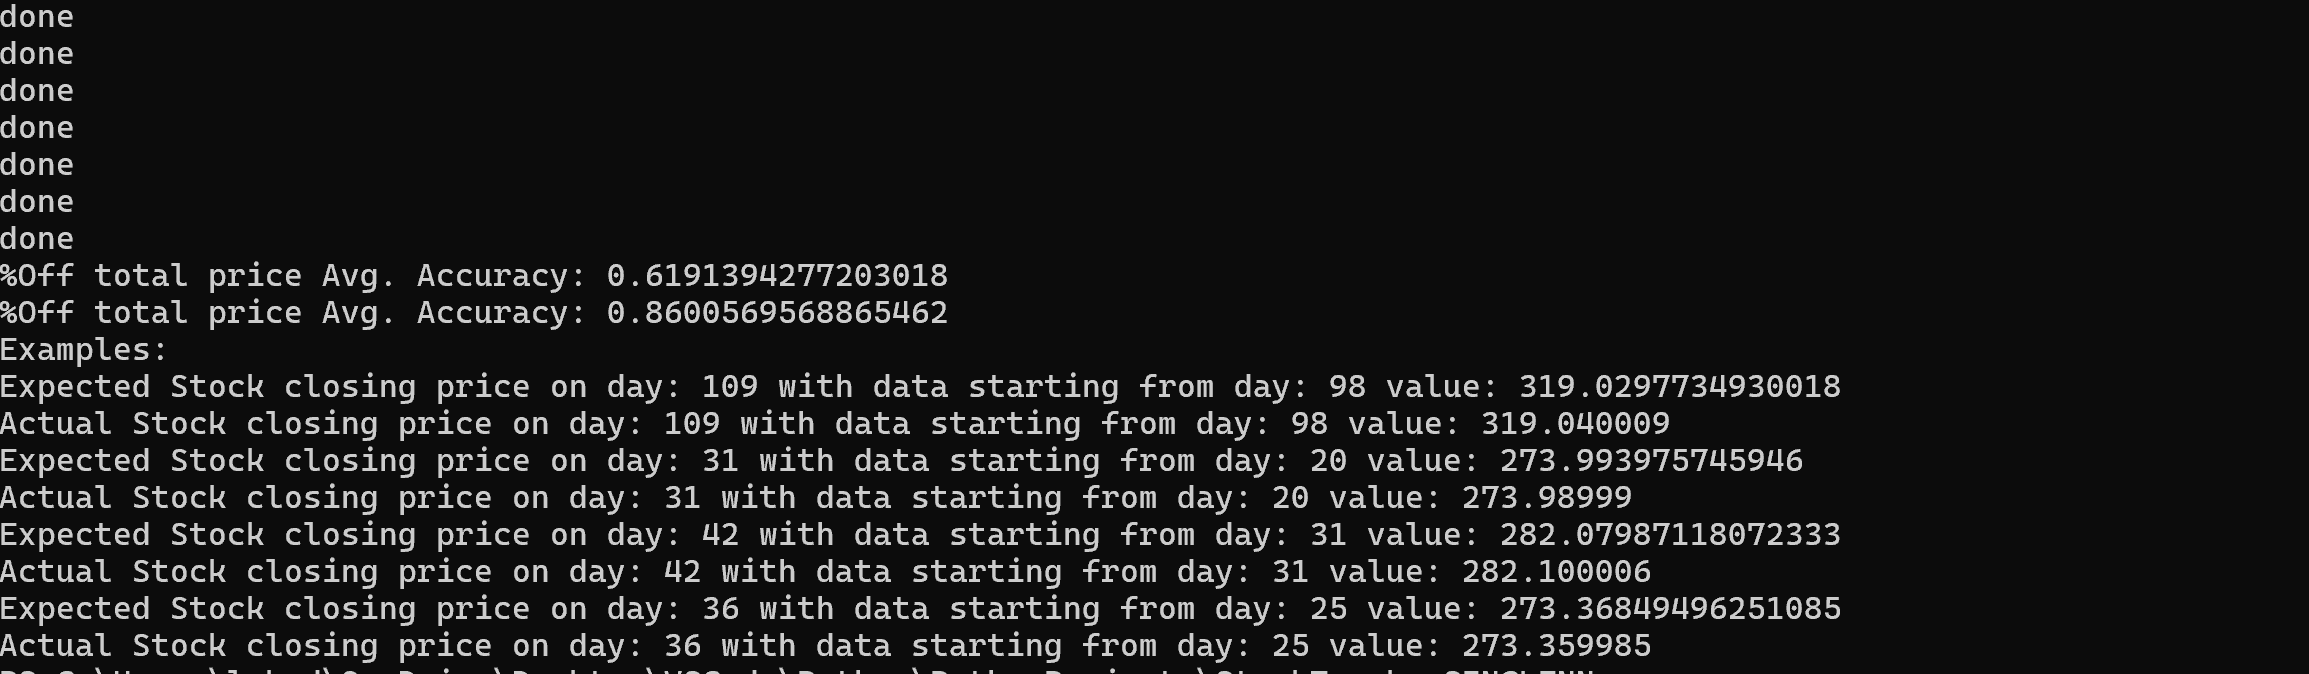 done
done
done
done
done
done
done
%Off total price Avg. Accuracy: 0.6191394277203018
%Off total price Avg. Accuracy: 0.8600569568865462
Examples:
Expected Stock closing price on day: 109 with data starting from day: 98 value: 319.0297734930018
Actual Stock closing price on day: 109 with data starting from day: 98 value: 319.040009
Expected Stock closing price on day: 31 with data starting from day: 20 value: 273.993975745946
Actual Stock closing price on day: 31 with data starting from day: 20 value: 273.98999
Expected Stock closing price on day: 42 with data starting from day: 31 value: 282.07987118072333
Actual Stock closing price on day: 42 with data starting from day: 31 value: 282.100006
Expected Stock closing price on day: 36 with data starting from day: 25 value: 273.36849496251085
Actual Stock closing price on day: 36 with data starting from day: 25 value: 273.359985